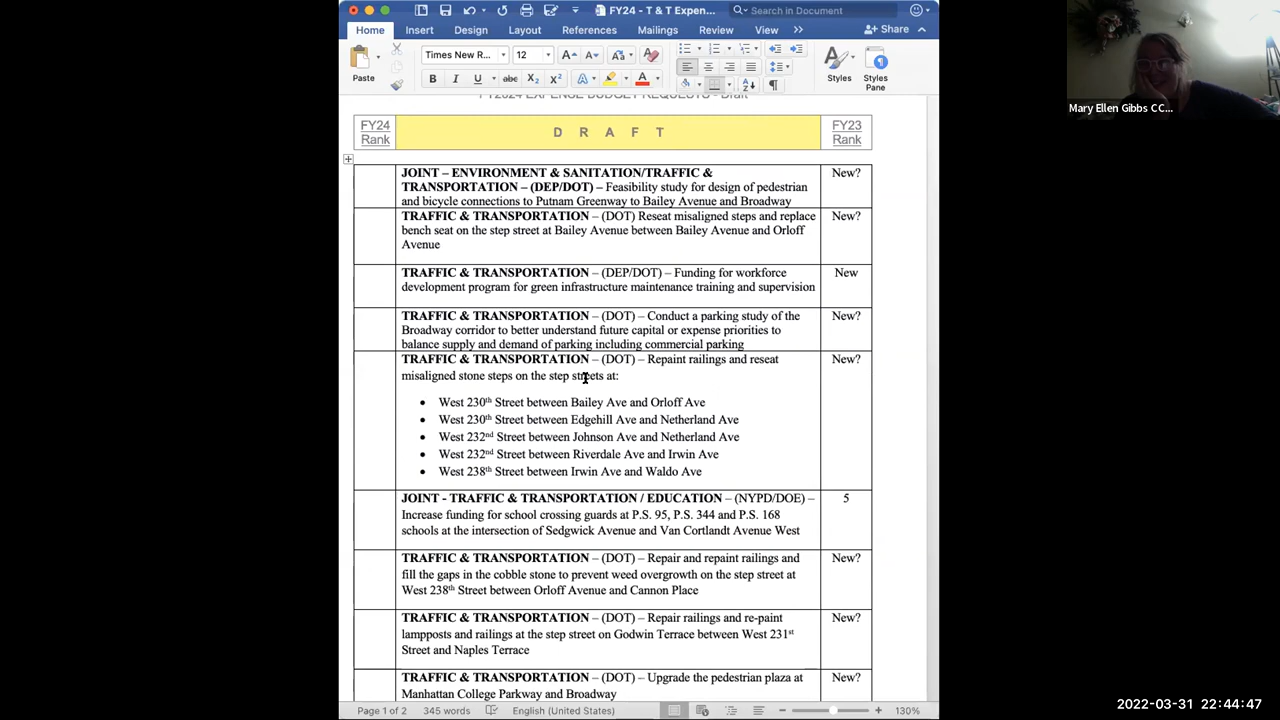 FY24 - T & T Expen...
Search in Document
Home Insert Design Layout References Mailings Review View Share
Times New R... 12
Paste
Styles Styles Pane
FY2024 EXPENSE BUDGET REQUESTS - Draft
FY24 Rank
D R A F T
FY23 Rank
JOINT – ENVIRONMENT & SANITATION/TRAFFIC & New?
TRANSPORTATION – (DEP/DOT) – Feasibility study for design of pedestrian
and bicycle connections to Putnam Greenway to Bailey Avenue and Broadway
TRAFFIC & TRANSPORTATION – (DOT) Reseat misaligned steps and replace New?
bench seat on the step street at Bailey Avenue between Bailey Avenue and Orloff
Avenue
TRAFFIC & TRANSPORTATION – (DEP/DOT) – Funding for workforce New
development program for green infrastructure maintenance training and supervision
TRAFFIC & TRANSPORTATION – (DOT) – Conduct a parking study of the New?
Broadway corridor to better understand future capital or expense priorities to
balance supply and demand of parking including commercial parking
TRAFFIC & TRANSPORTATION – (DOT) – Repaint railings and reseat New?
misaligned stone steps on the step streets at:
• West 230th Street between Bailey Ave and Orloff Ave
• West 230th Street between Edgehill Ave and Netherland Ave
• West 232nd Street between Johnson Ave and Netherland Ave
• West 232nd Street between Riverdale Ave and Irwin Ave
• West 238th Street between Irwin Ave and Waldo Ave
JOINT - TRAFFIC & TRANSPORTATION / EDUCATION – (NYPD/DOE) – 5
Increase funding for school crossing guards at P.S. 95, P.S. 344 and P.S. 168
schools at the intersection of Sedgwick Avenue and Van Cortlandt Avenue West
TRAFFIC & TRANSPORTATION – (DOT) – Repair and repaint railings and New?
fill the gaps in the cobble stone to prevent weed overgrowth on the step street at
West 238th Street between Orloff Avenue and Cannon Place
TRAFFIC & TRANSPORTATION – (DOT) – Repair railings and re-paint New?
lampposts and railings at the step street on Godwin Terrace between West 231st
Street and Naples Terrace
TRAFFIC & TRANSPORTATION – (DOT) – Upgrade the pedestrian plaza at New?
Manhattan College Parkway and Broadway
Page 1 of 2 345 words English (United States) 130%
Mary Ellen Gibbs CC...
2022-03-31 22:44:47